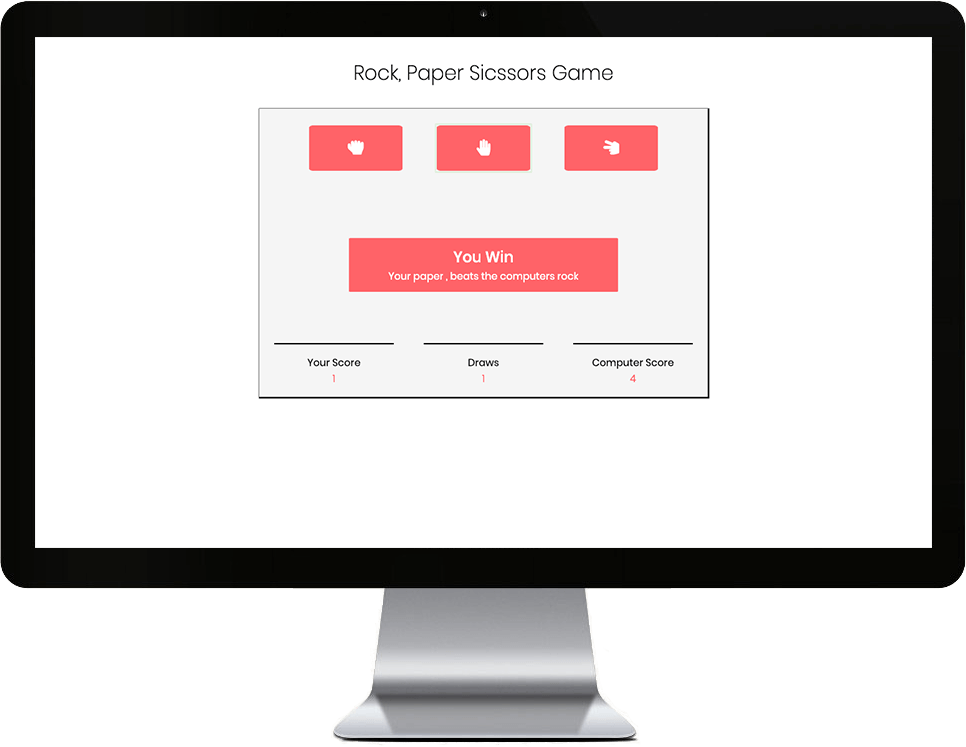 Rock, Paper Sicssors Game
You Win
Your paper , beats the computers rock
Your Score
Draws
Computer Score
1
1
4